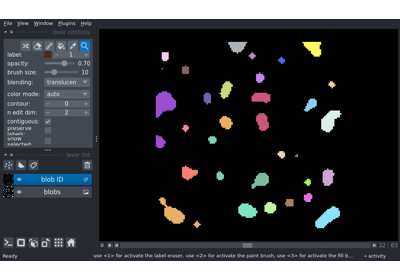 File View Window Plugins Help
layer controls
label: 1
opacity: 0.70
brush size: 10
blending: translucen
color mode: auto
contour: 0
n edit dim: 2
contiguous:
preserve labels:
show selected:
layer list
blob ID
blobs
0 32 63
Ready use <1> for activate the label eraser, use <2> for activate the paint brush, use <3> for activate the fill b... activity